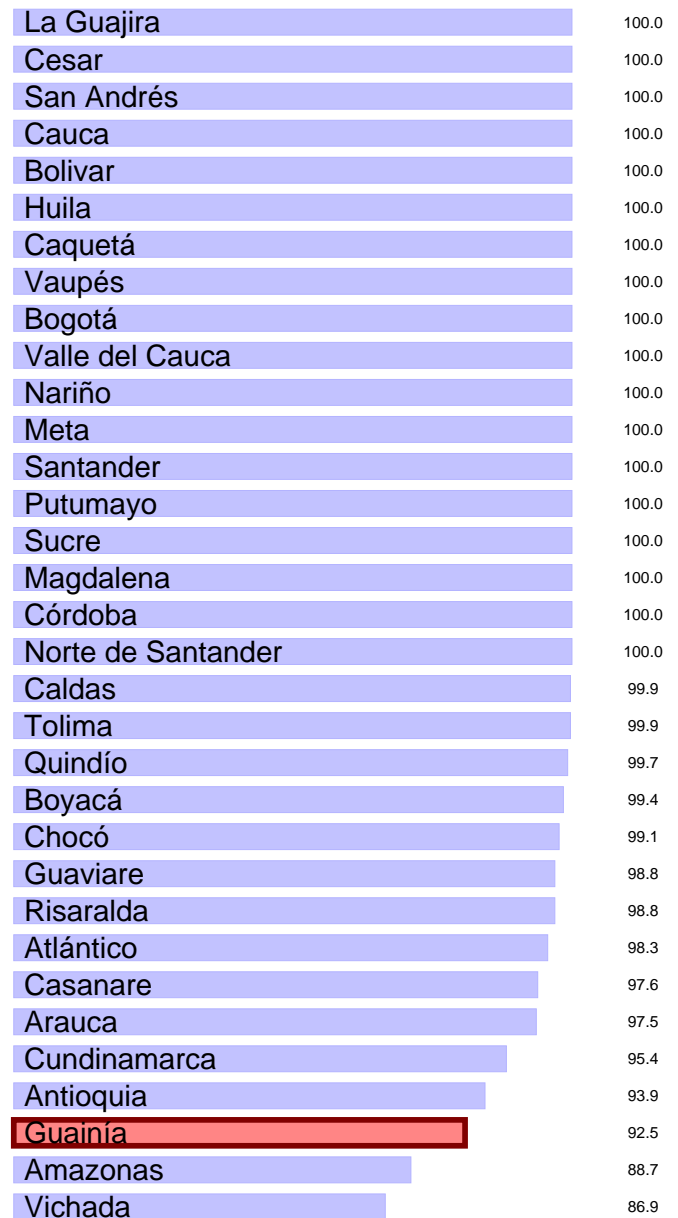 La Guajira 100.0
Cesar 100.0
San Andrés 100.0
Cauca 100.0
Bolivar 100.0
Huila 100.0
Caquetá 100.0
Vaupés 100.0
Bogotá 100.0
Valle del Cauca 100.0
Nariño 100.0
Meta 100.0
Santander 100.0
Putumayo 100.0
Sucre 100.0
Magdalena 100.0
Córdoba 100.0
Norte de Santander 100.0
Caldas 99.9
Tolima 99.9
Quindío 99.7
Boyacá 99.4
Chocó 99.1
Guaviare 98.8
Risaralda 98.8
Atlántico 98.3
Casanare 97.6
Arauca 97.5
Cundinamarca 95.4
Antioquia 93.9
Guainía 92.5
Amazonas 88.7
Vichada 86.9